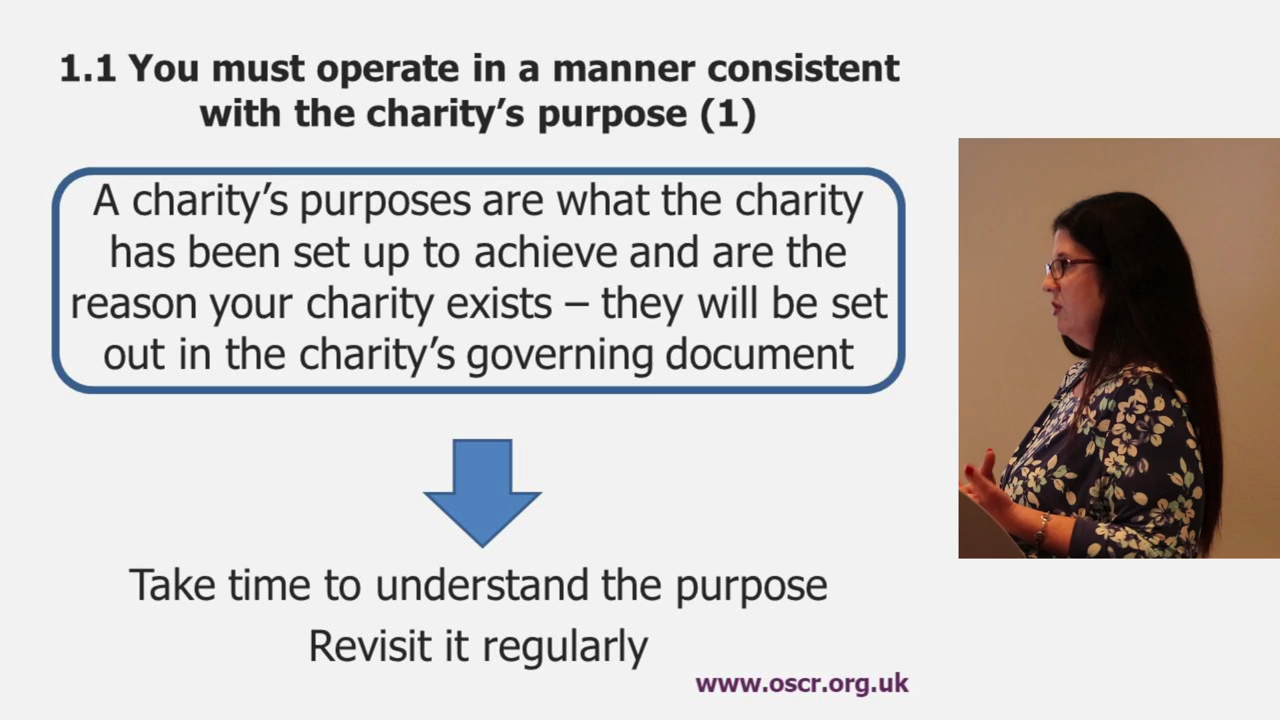 1.1 You must operate in a manner consistent
with the charity’s purpose (1)
A charity’s purposes are what the charity
has been set up to achieve and are the
reason your charity exists – they will be set
out in the charity’s governing document
Take time to understand the purpose
Revisit it regularly
www.oscr.org.uk